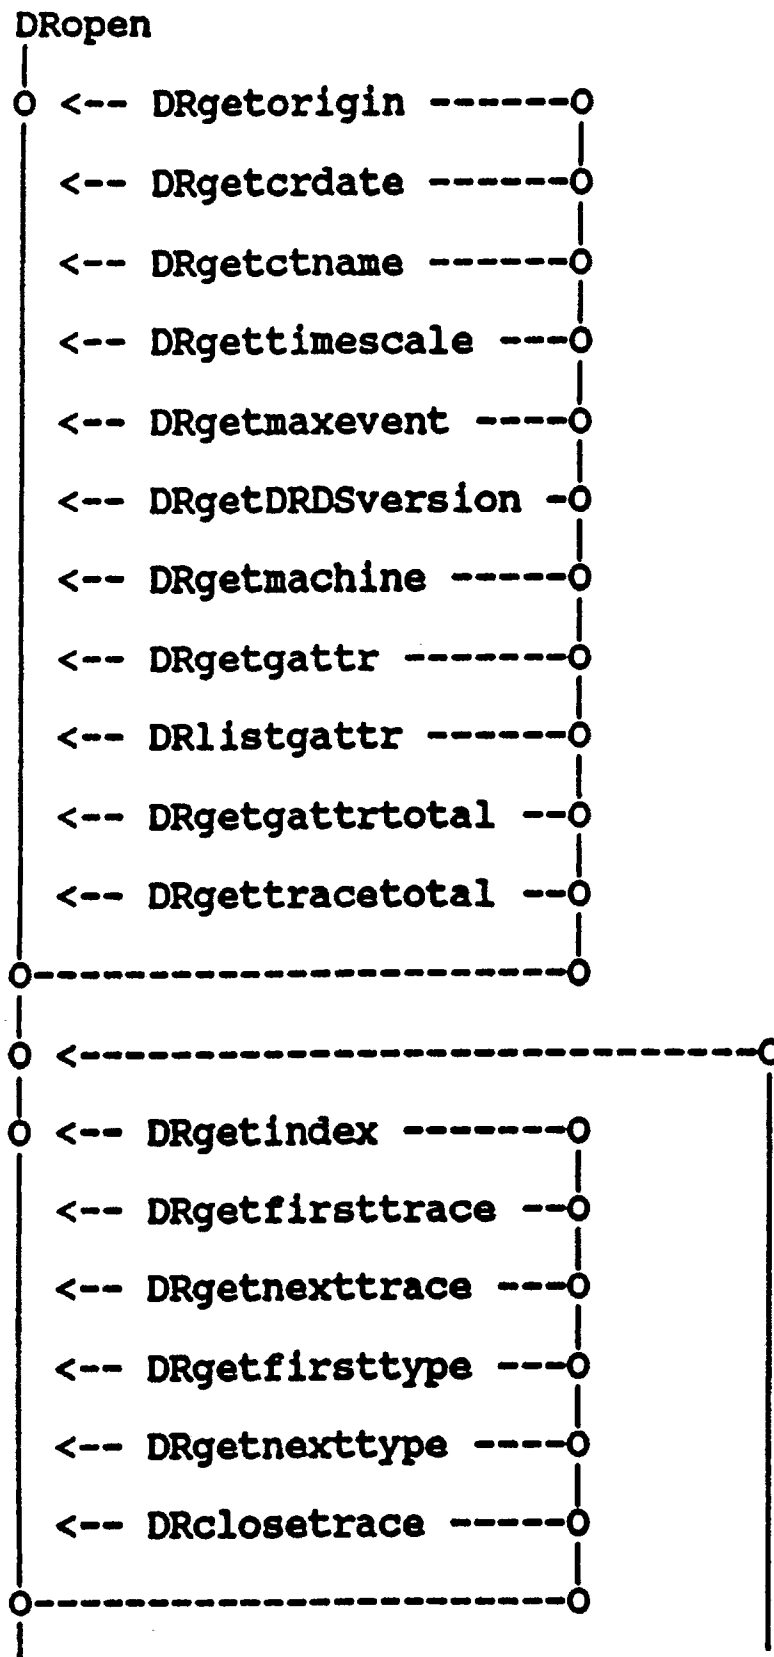 DRopen
O <-- DRgetorigin ------O
<-- DRgetcrdate ------O
<-- DRgetctname ------O
<-- DRgettimescale ---O
<-- DRgetmaxevent ----O
<-- DRgetDRDSversion -O
<-- DRgetmachine -----O
<-- DRgetgattr -------O
<-- DRlistgattr ------O
<-- DRgetgattrtotal --O
<-- DRgettracetotal --O
O-----------------------O
O <-----------------------------O
O <-- DRgetindex -------O
<-- DRgetfirsttrace --O
<-- DRgetnexttrace ---O
<-- DRgetfirsttype ---O
<-- DRgetnexttype ----O
<-- DRclosetrace -----O
O-----------------------O